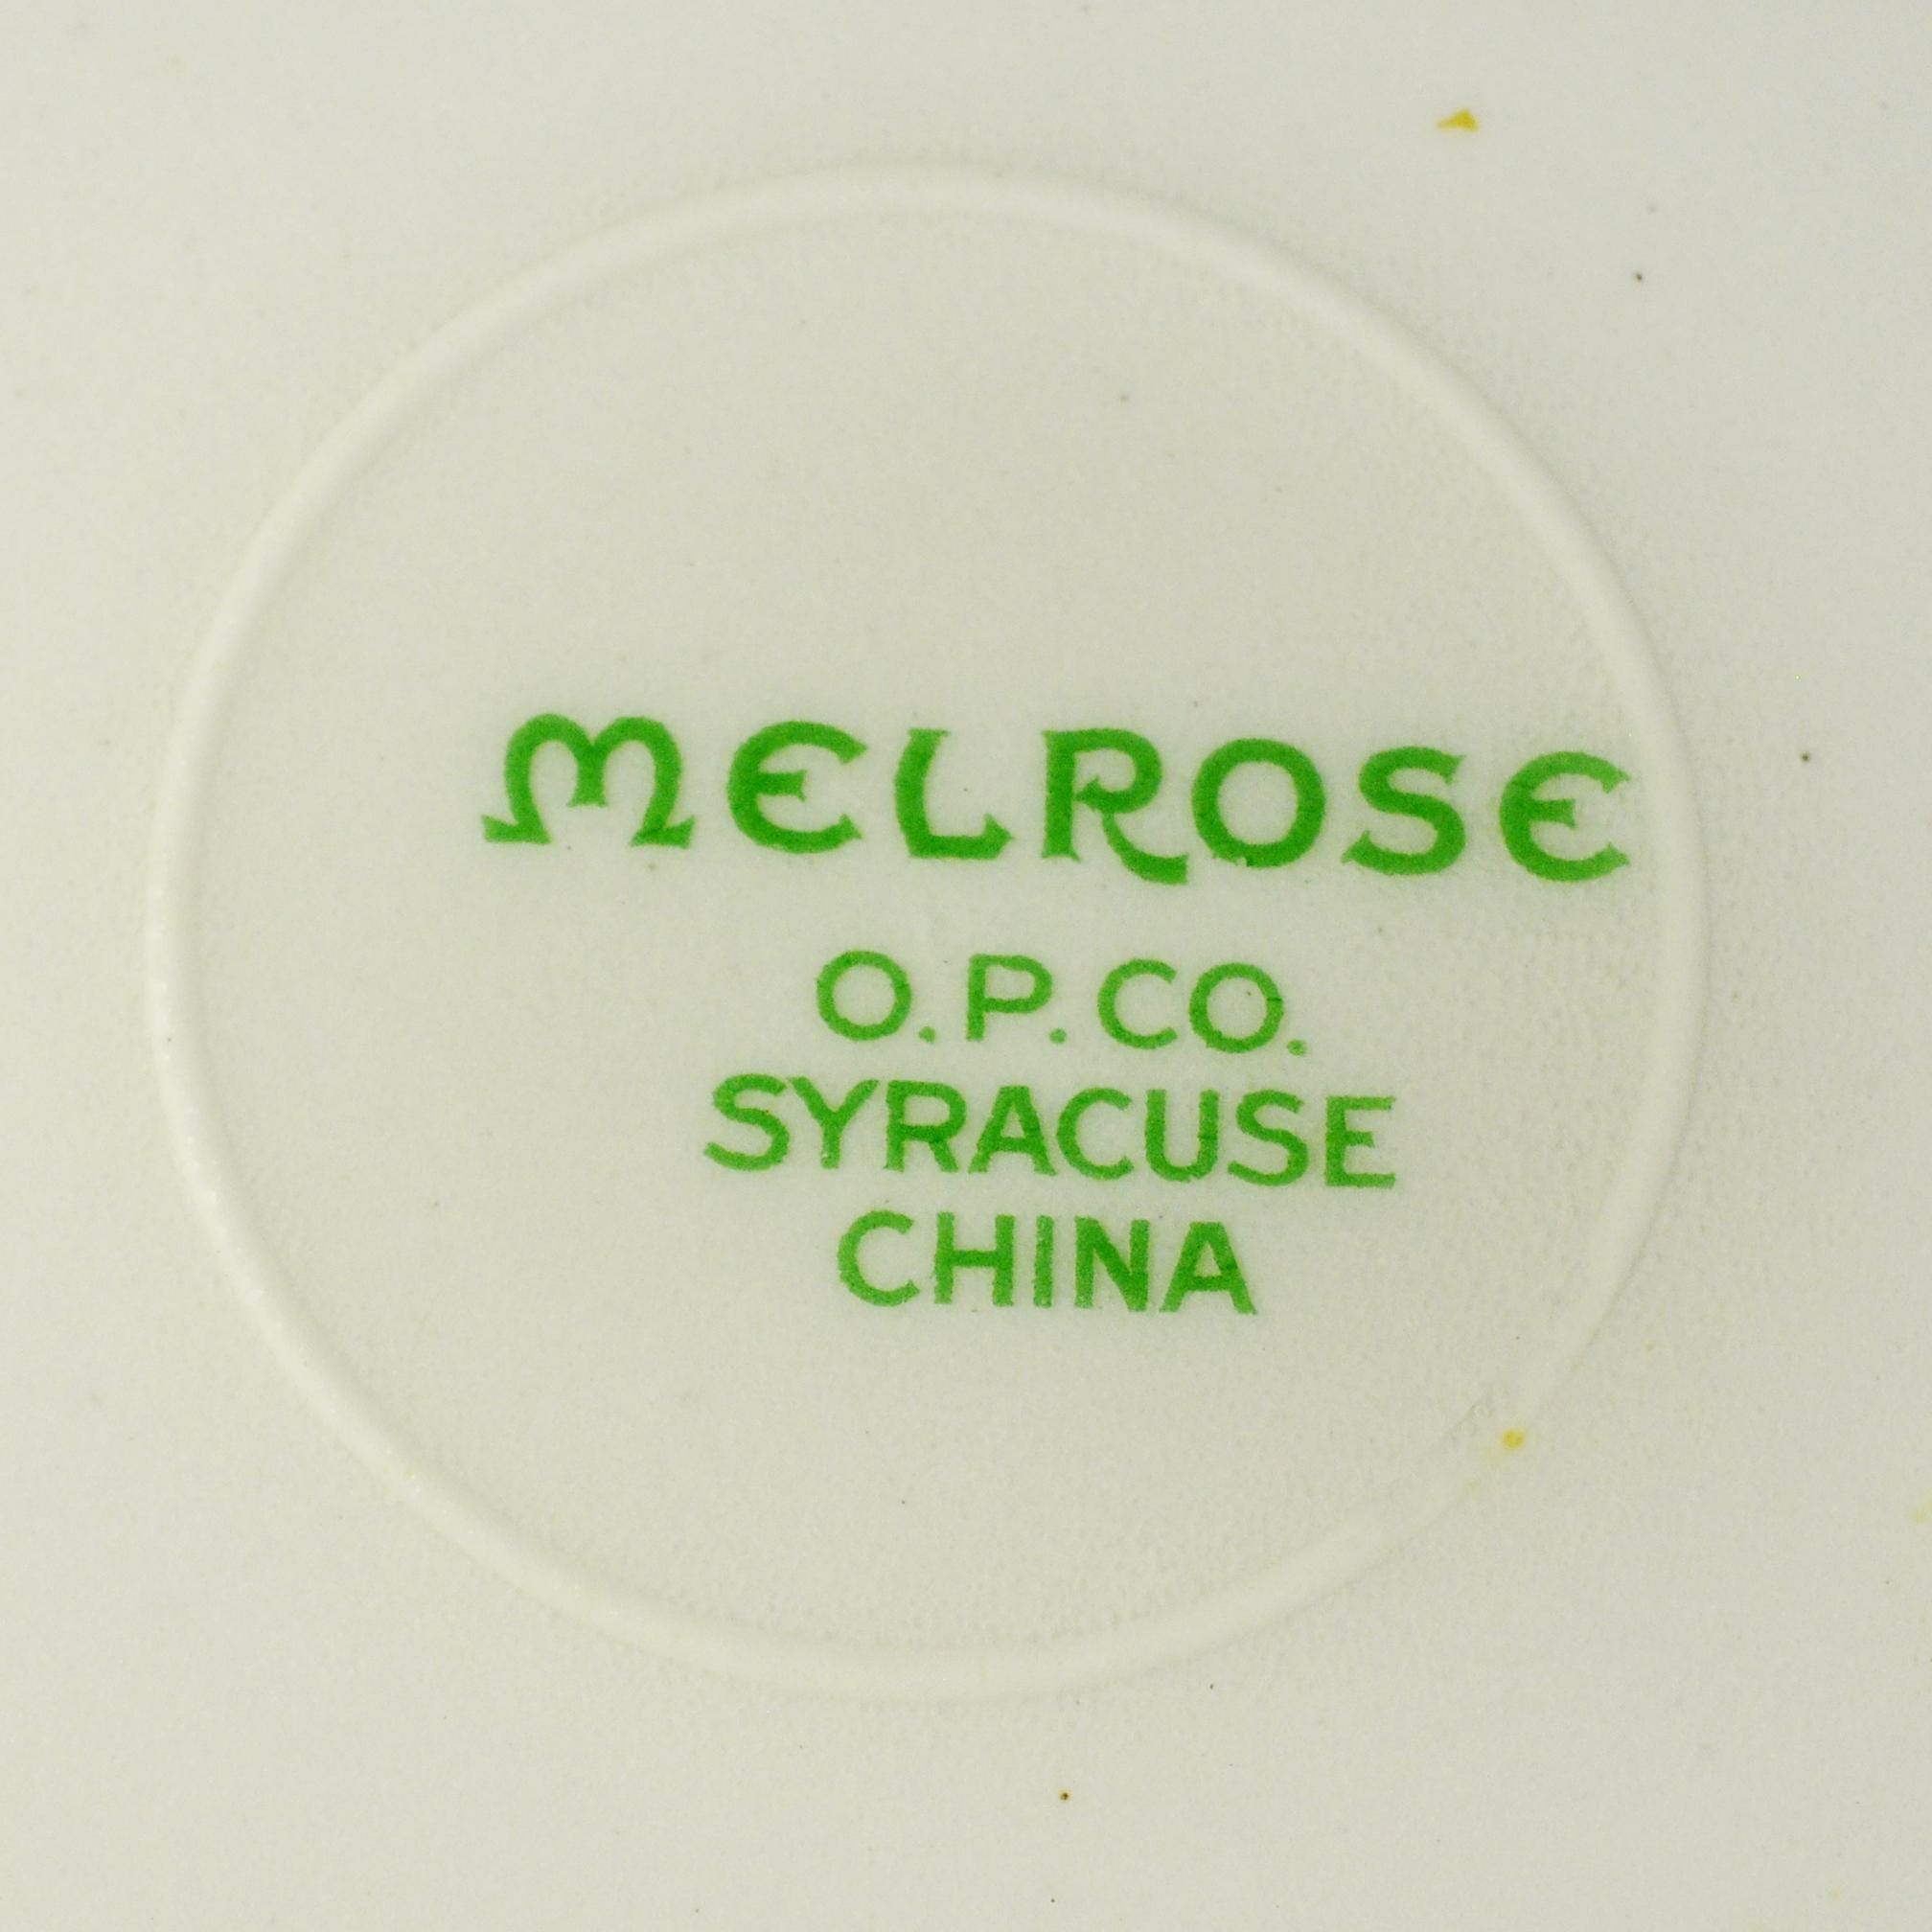 MELROSE
O.P.CO.
SYRACUSE
CHINA